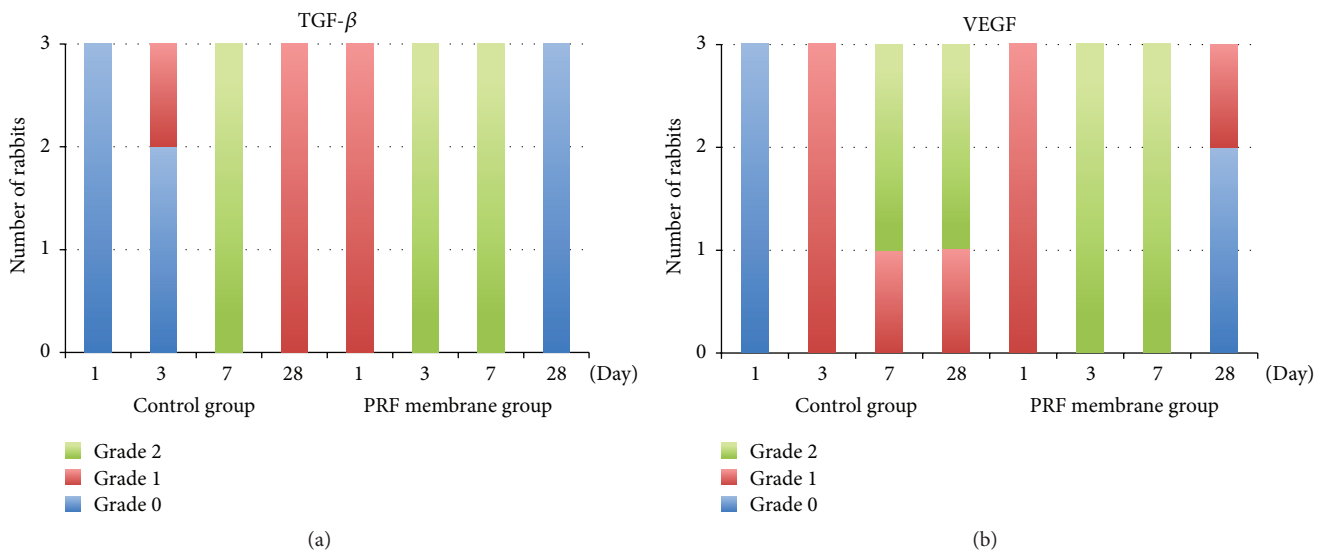 TGF-β
3
2
1
0
Number of rabbits
1 3 7 28 1 3 7 28 (Day)
Control group PRF membrane group
Grade 2
Grade 1
Grade 0
(a)
VEGF
3
2
1
0
Number of rabbits
1 3 7 28 1 3 7 28 (Day)
Control group PRF membrane group
Grade 2
Grade 1
Grade 0
(b)